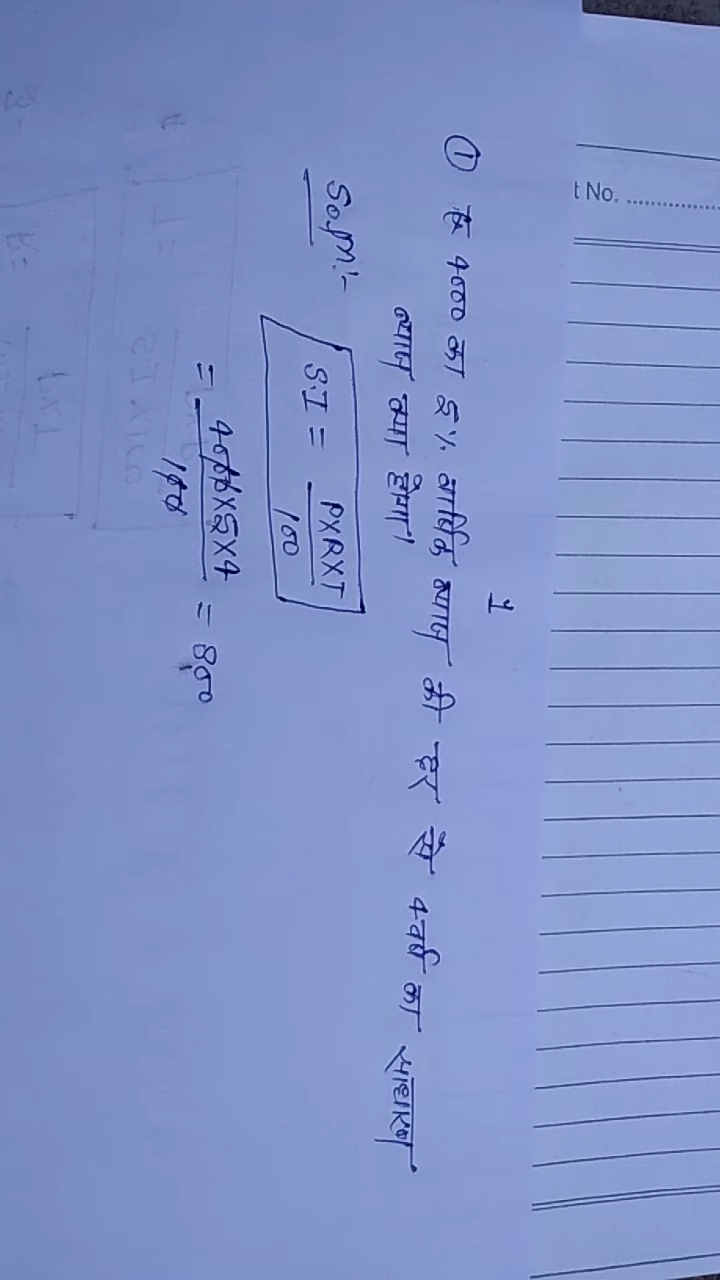 t No. ....................
1
① रु 4000 का 5% वार्षिक ब्याज की दर से 4 वर्ष का साधारण
ब्याज क्या होगा।
Soln:-
S.I = P×R×T / 100
= 4000×5×4 / 100 = 800